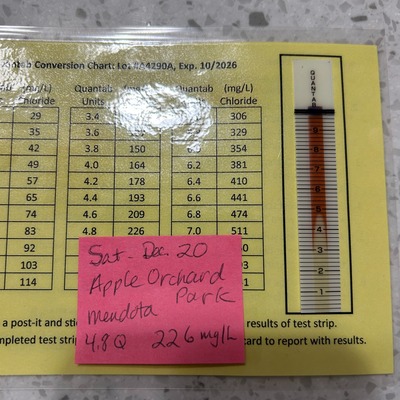 Conversion Chart: Lot #A4290A, Exp. 10/2026
(mg/L) Quantab Quantab (mg/L)
Chloride Units Units Chloride
29 3.4 306
35 3.6 329
42 3.8 150 354
49 4.0 164 6.2 381
57 4.2 178 6.4 410
65 4.4 193 6.6 441
74 4.6 209 6.8 474
83 4.8 226 7.0 511
92
103
114
QUANTAB
9
8
7
6
5
4
3
2
1
Sat - Dec. 20
Apple Orchard
Mendota Park
4.8 Q 226 mg/L
a post-it and results of test strip.
test strip card to report with results.